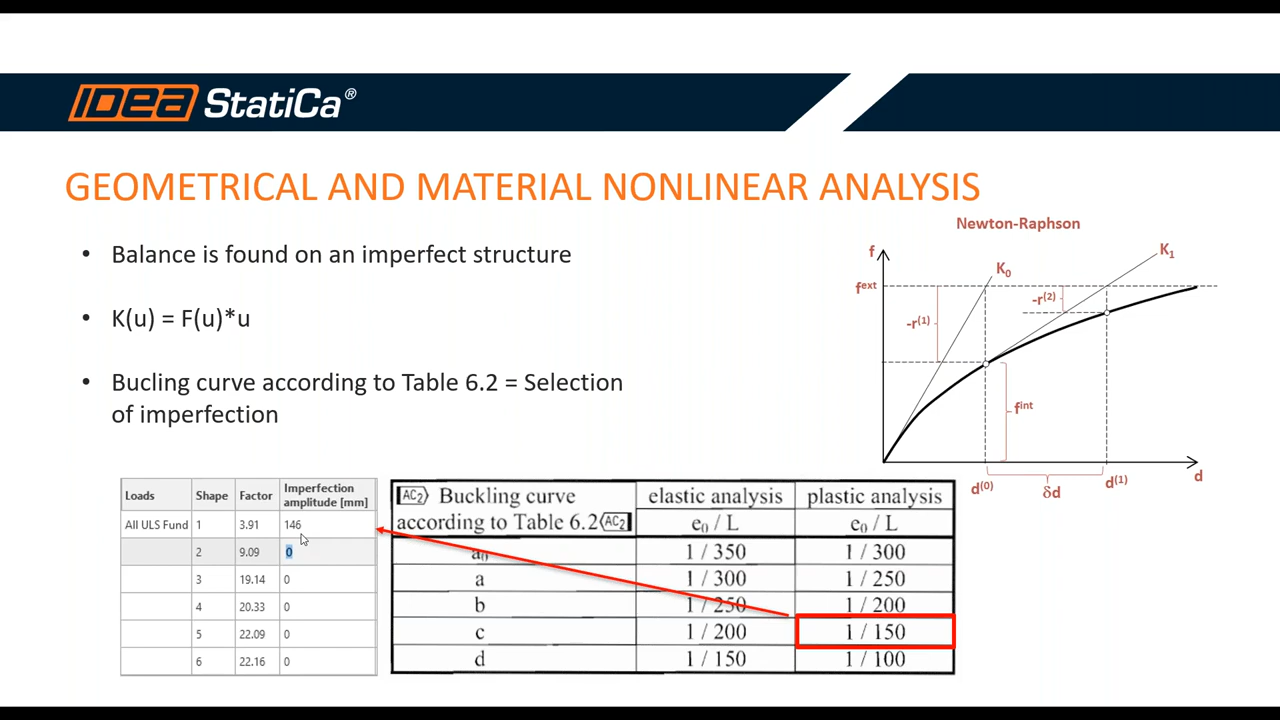 IDEA StatiCa®
GEOMETRICAL AND MATERIAL NONLINEAR ANALYSIS
• Balance is found on an imperfect structure
• K(u) = F(u)*u
• Bucling curve according to Table 6.2 = Selection
of imperfection
Newton-Raphson
f
K₀
K₁
fᵉˣᵗ
-r⁽¹⁾
-r⁽²⁾
fⁱⁿᵗ
d
d⁽⁰⁾
δd
d⁽¹⁾
Loads Shape Factor Imperfection
amplitude [mm]
All ULS Fund 1 3.91 146
2 9.09 0
3 19.14 0
4 20.33 0
5 22.09 0
6 22.16 0
AC₂ Buckling curve elastic analysis plastic analysis
according to Table 6.2 AC₂ e₀ / L e₀ / L
a₀ 1 / 350 1 / 300
a 1 / 300 1 / 250
b 1 / 250 1 / 200
c 1 / 200 1 / 150
d 1 / 150 1 / 100